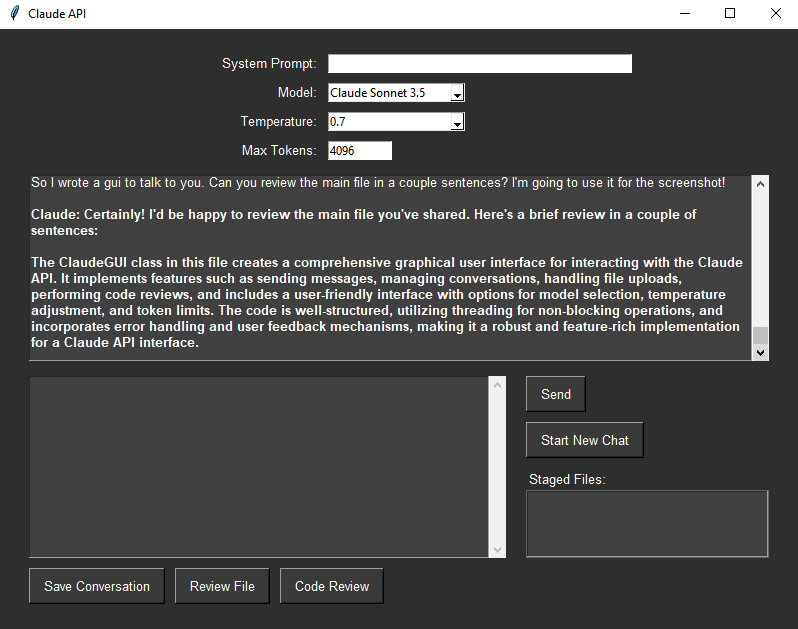 Claude API
System Prompt:
Model: Claude Sonnet 3.5
Temperature: 0.7
Max Tokens: 4096
So I wrote a gui to talk to you. Can you review the main file in a couple sentences? I'm going to use it for the screenshot!
Claude: Certainly! I'd be happy to review the main file you've shared. Here's a brief review in a couple of
sentences:
The ClaudeGUI class in this file creates a comprehensive graphical user interface for interacting with the Claude
API. It implements features such as sending messages, managing conversations, handling file uploads,
performing code reviews, and includes a user-friendly interface with options for model selection, temperature
adjustment, and token limits. The code is well-structured, utilizing threading for non-blocking operations, and
incorporates error handling and user feedback mechanisms, making it a robust and feature-rich implementation
for a Claude API interface.
Send
Start New Chat
Staged Files:
Save Conversation
Review File
Code Review